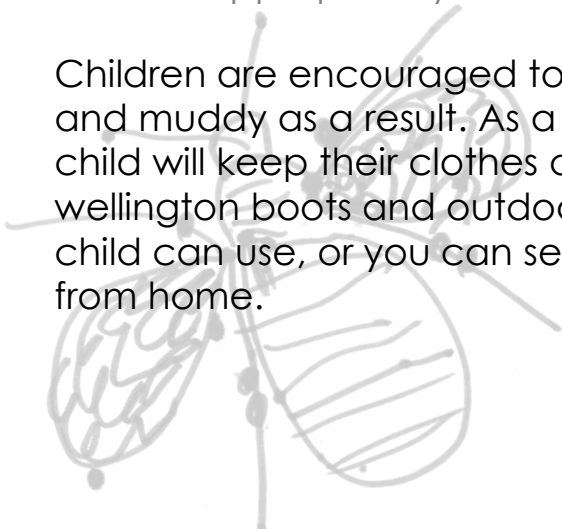 Children are encouraged to
and muddy as a result. As a
child will keep their clothes
wellington boots and
child can use, or you can
from home.